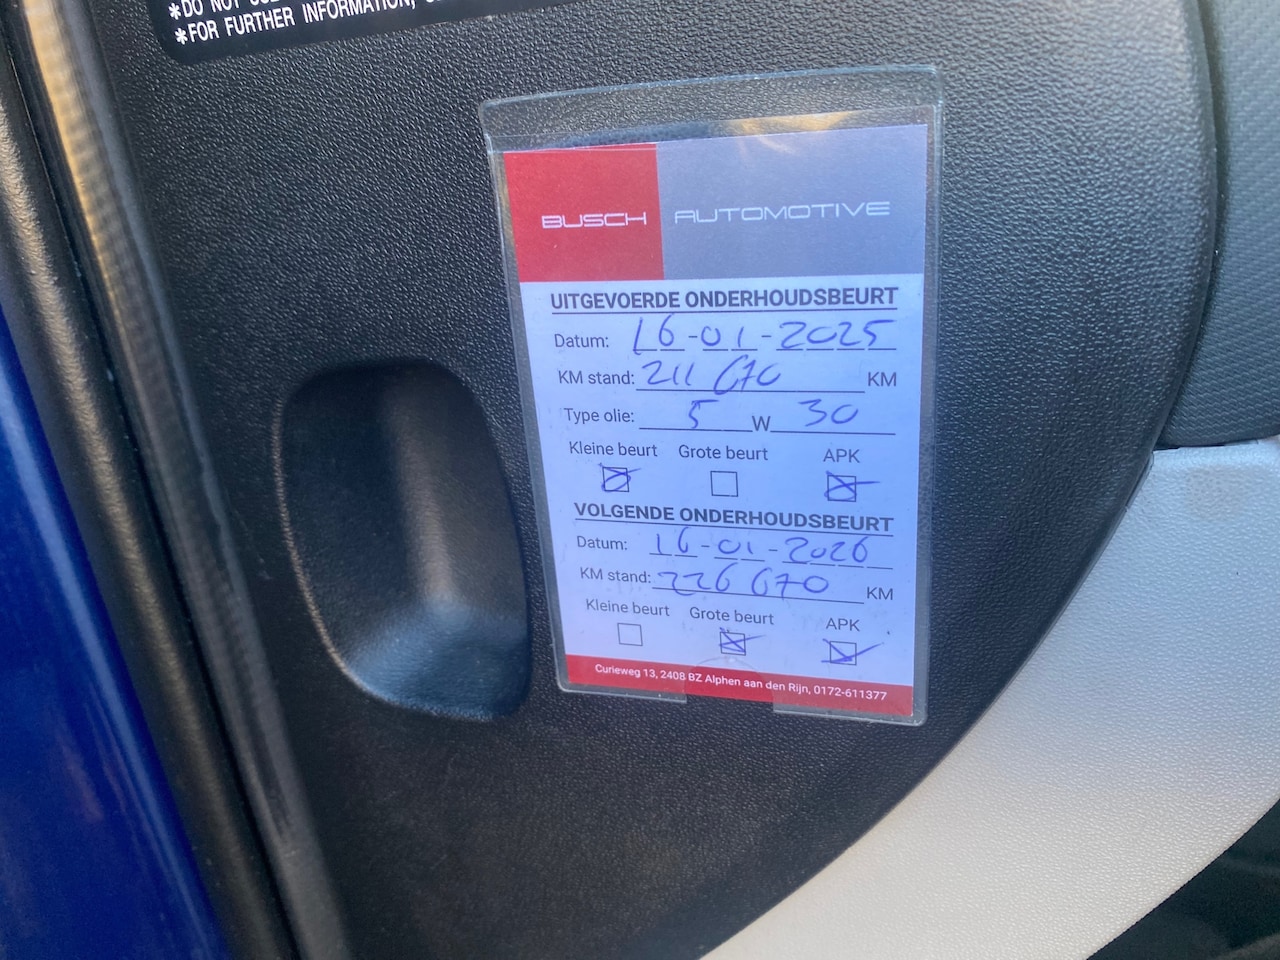 *DO NOT
*FOR FURTHER INFORMATION,
BUSCH AUTOMOTIVE
UITGEVOERDE ONDERHOUDSBEURT
Datum: 16-01-2025
KM stand: 211 670 KM
Type olie: 5 W 30
Kleine beurt Grote beurt APK
VOLGENDE ONDERHOUDSBEURT
Datum: 16-01-2026
KM stand: 226 670 KM
Kleine beurt Grote beurt APK
Curieweg 13, 2408 BZ Alphen aan den Rijn, 0172-611377